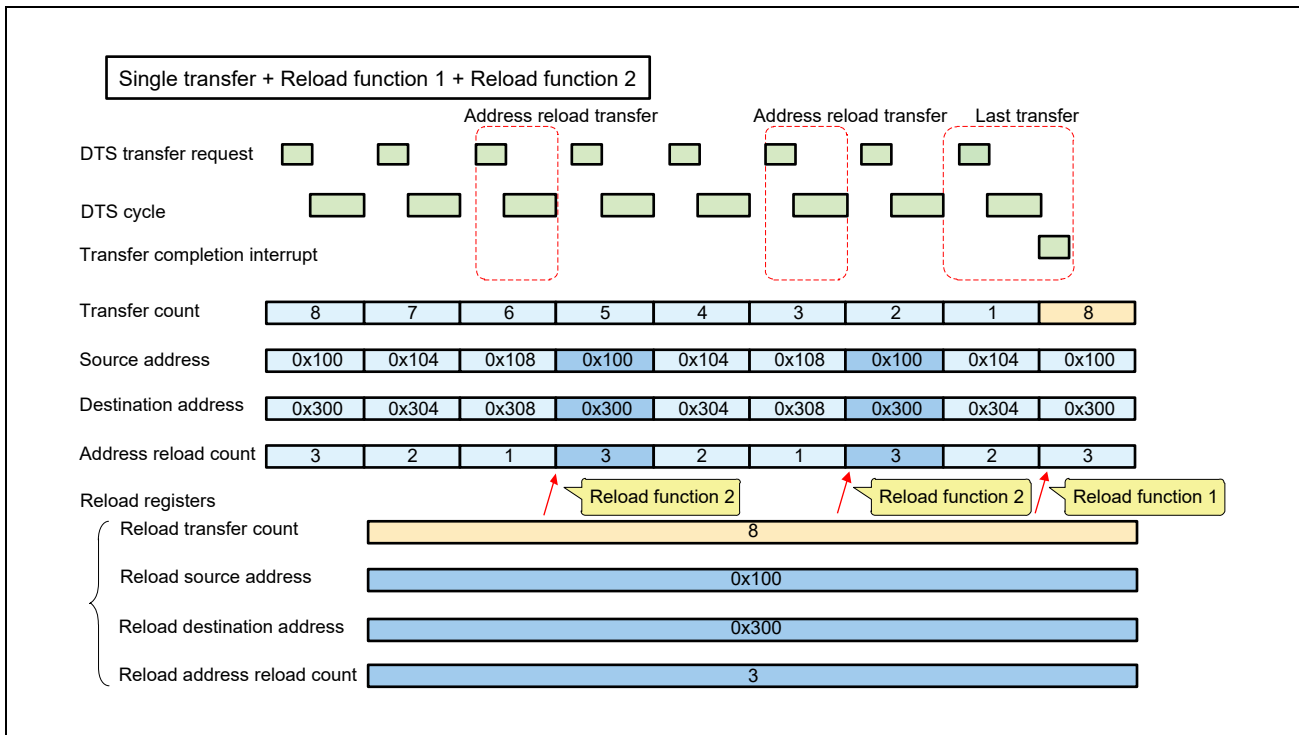 Single transfer + Reload function 1 + Reload function 2
Address reload transfer Address reload transfer Last transfer
DTS transfer request
DTS cycle
Transfer completion interrupt
Transfer count 8 7 6 5 4 3 2 1 8
Source address 0x100 0x104 0x108 0x100 0x104 0x108 0x100 0x104 0x100
Destination address 0x300 0x304 0x308 0x300 0x304 0x308 0x300 0x304 0x300
Address reload count 3 2 1 3 2 1 3 2 3
Reload function 2 Reload function 2 Reload function 1
Reload registers
Reload transfer count 8
Reload source address 0x100
Reload destination address 0x300
Reload address reload count 3